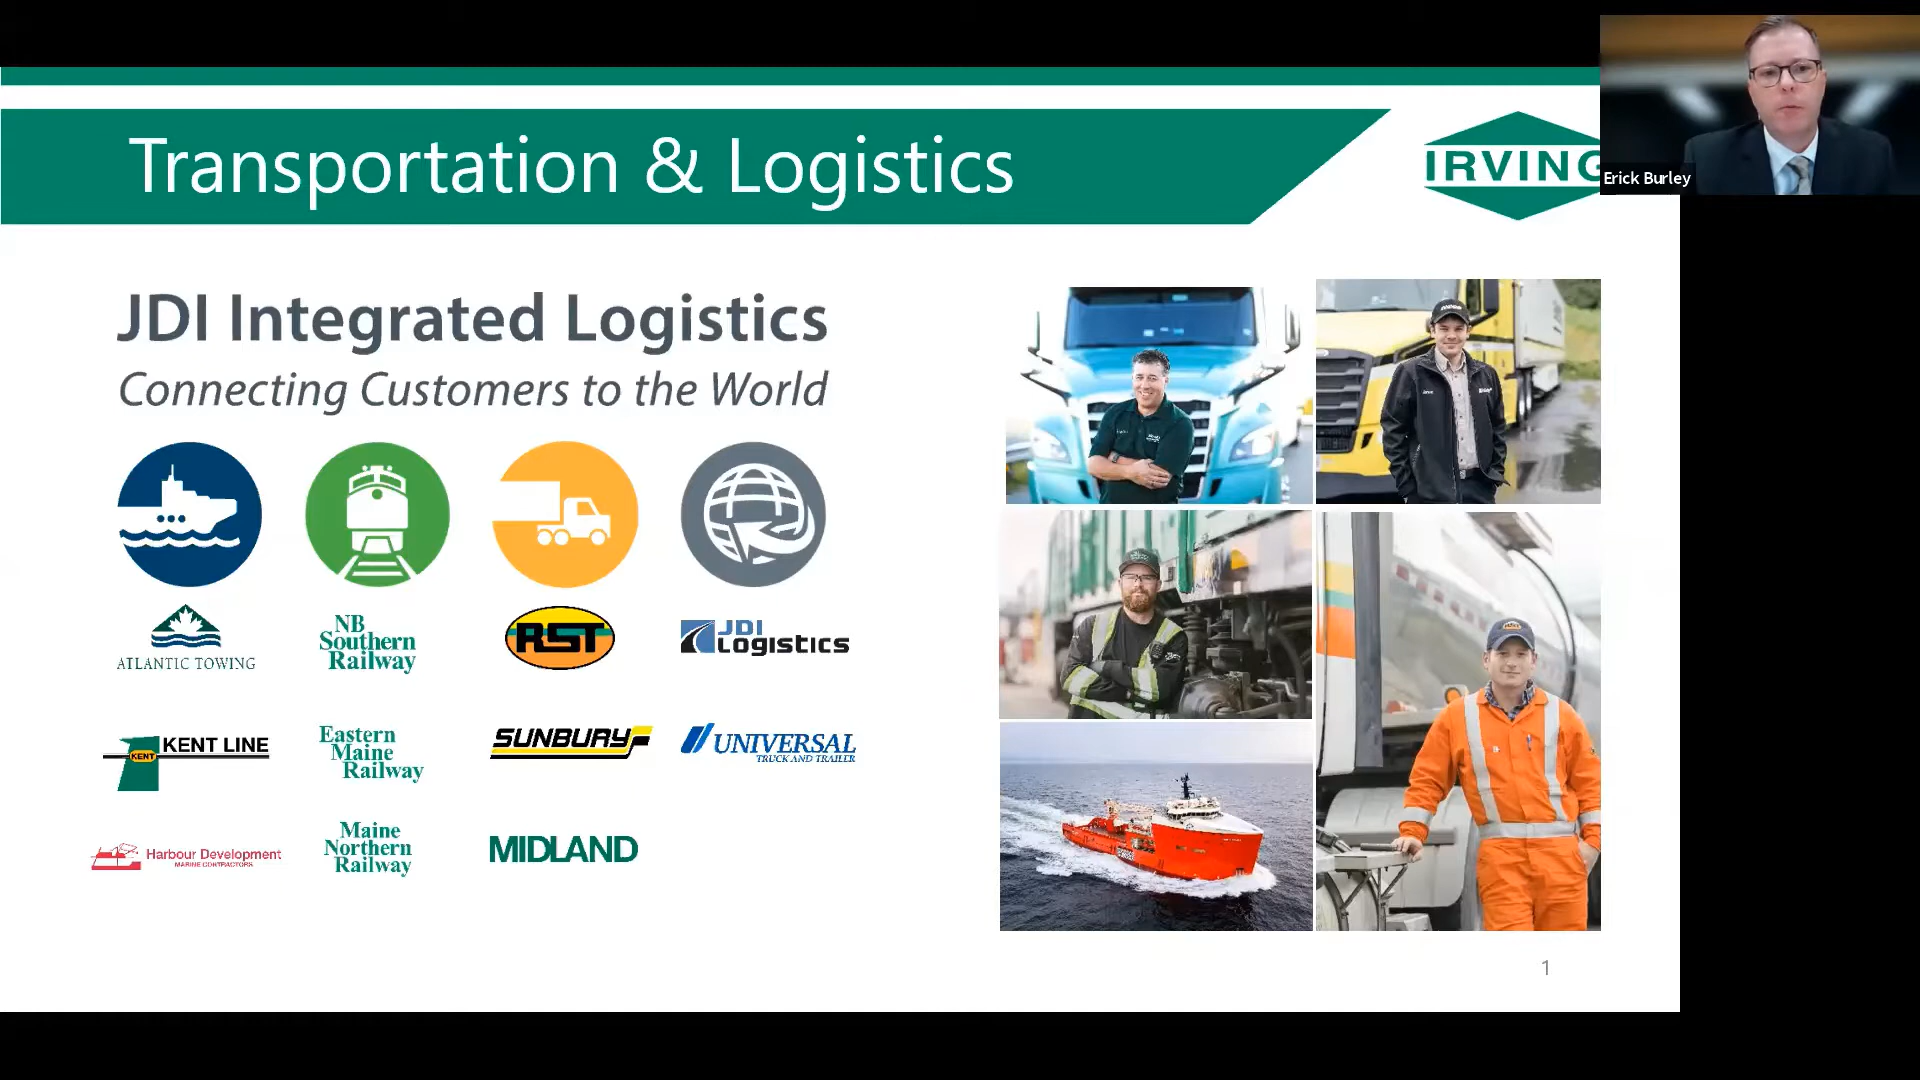 Transportation & Logistics
IRVING
Erick Burley
JDI Integrated Logistics
Connecting Customers to the World
ATLANTIC TOWING
NB
Southern
Railway
RST
JDI
Logistics
KENT
KENT LINE
Eastern
Maine
Railway
SUNBURY
UNIVERSAL
TRUCK AND TRAILER
Harbour Development
MARINE CONTRACTORS
Maine
Northern
Railway
MIDLAND
1